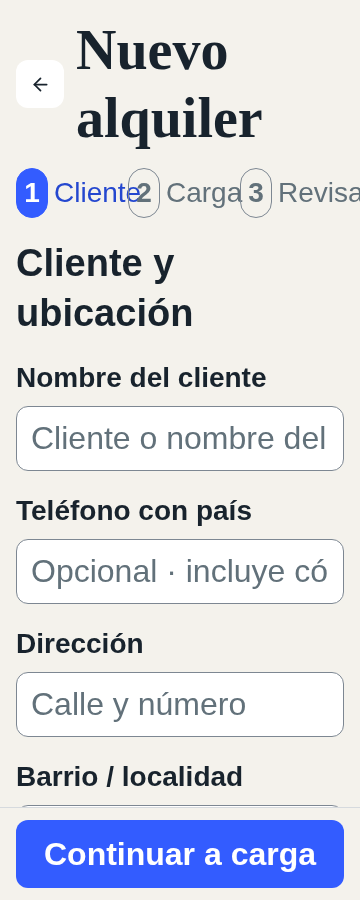 Nuevo
alquiler
1 Cliente 2 Carga 3 Revisa
Cliente y
ubicación
Nombre del cliente
Cliente o nombre del
Teléfono con país
Opcional · incluye có
Dirección
Calle y número
Barrio / localidad
Continuar a carga